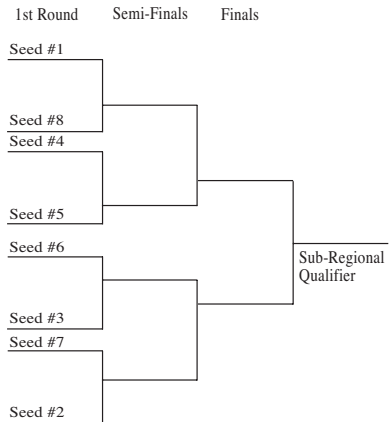 1st Round Semi-Finals Finals
Seed #1
Seed #8
Seed #4
Seed #5
Seed #6
Seed #3
Seed #7
Seed #2
Sub-Regional
Qualifier